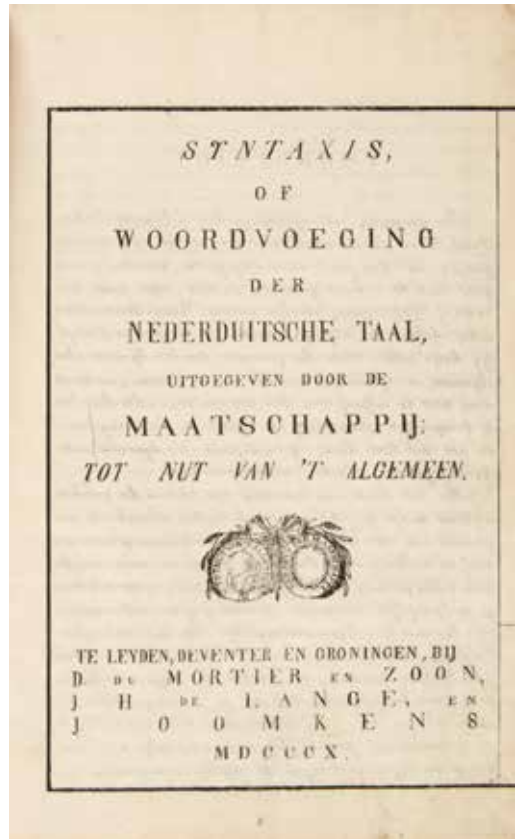 SYNTAXIS,
OF
WOORDVOEGING
DER
NEDERDUITSCHE TAAL,
UITGEGEVEN DOOR DE
MAATSCHAPPIJ:
TOT NUT VAN 'T ALGEMEEN.
TE LEYDEN, DEVENTER EN GRONINGEN, BIJ
D. DU MORTIER EN ZOON,
J H DE LANGE, EN
J OOMKENS
MDCCCX.